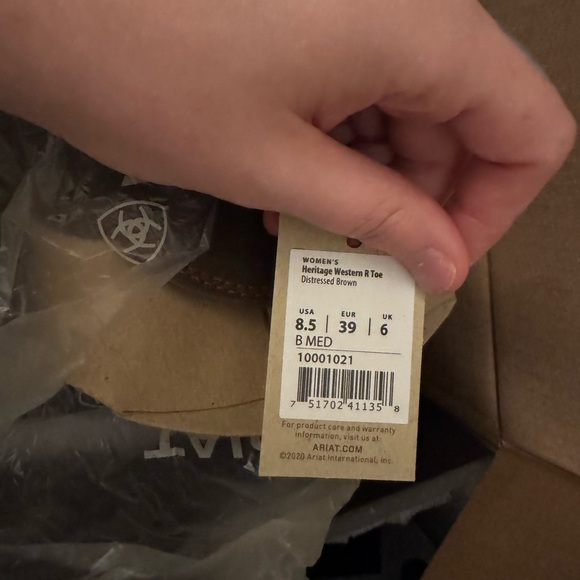 WOMEN'S
Heritage Western R Toe
Distressed Brown
USA EUR UK
8.5 | 39 | 6
B MED
10001021
7 51702 41135 8
For product care and warranty
information, visit us at
ARIAT.COM
©2020 Ariat International, Inc.